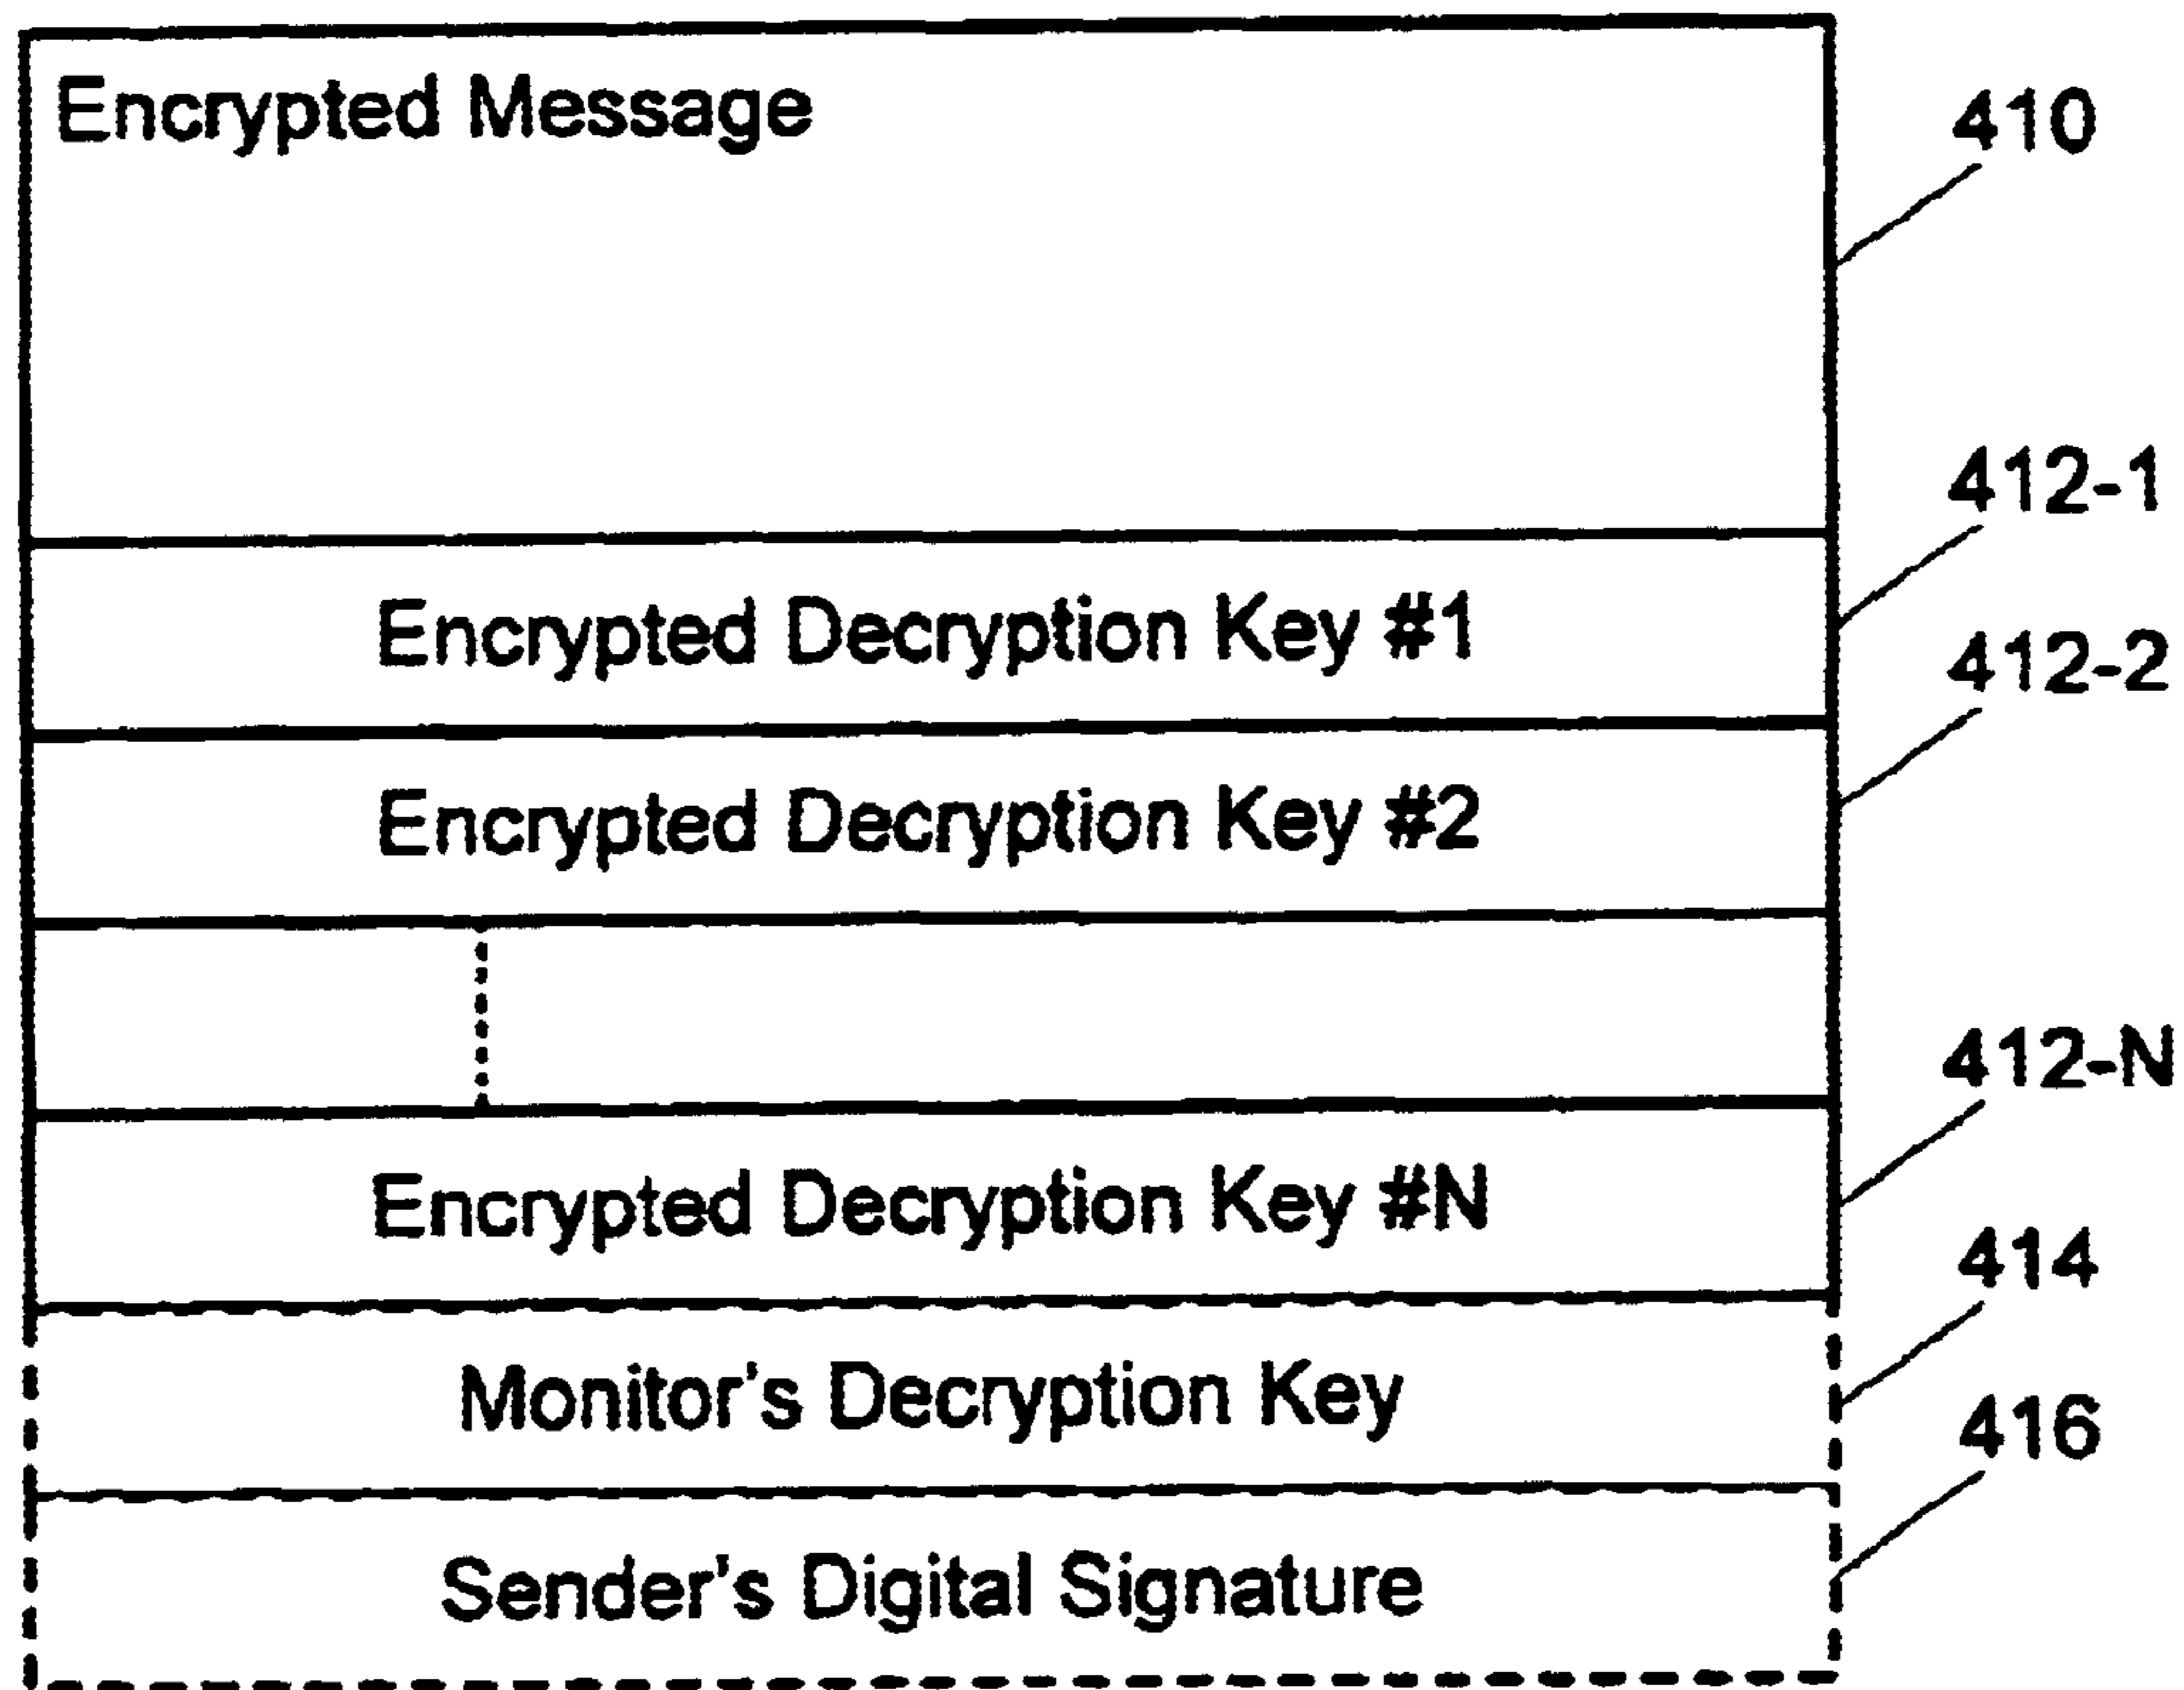 Encrypted Message
410
412-1
Encrypted Decryption Key #1
412-2
Encrypted Decryption Key #2
412-N
Encrypted Decryption Key #N
414
Monitor's Decryption Key
416
Sender's Digital Signature